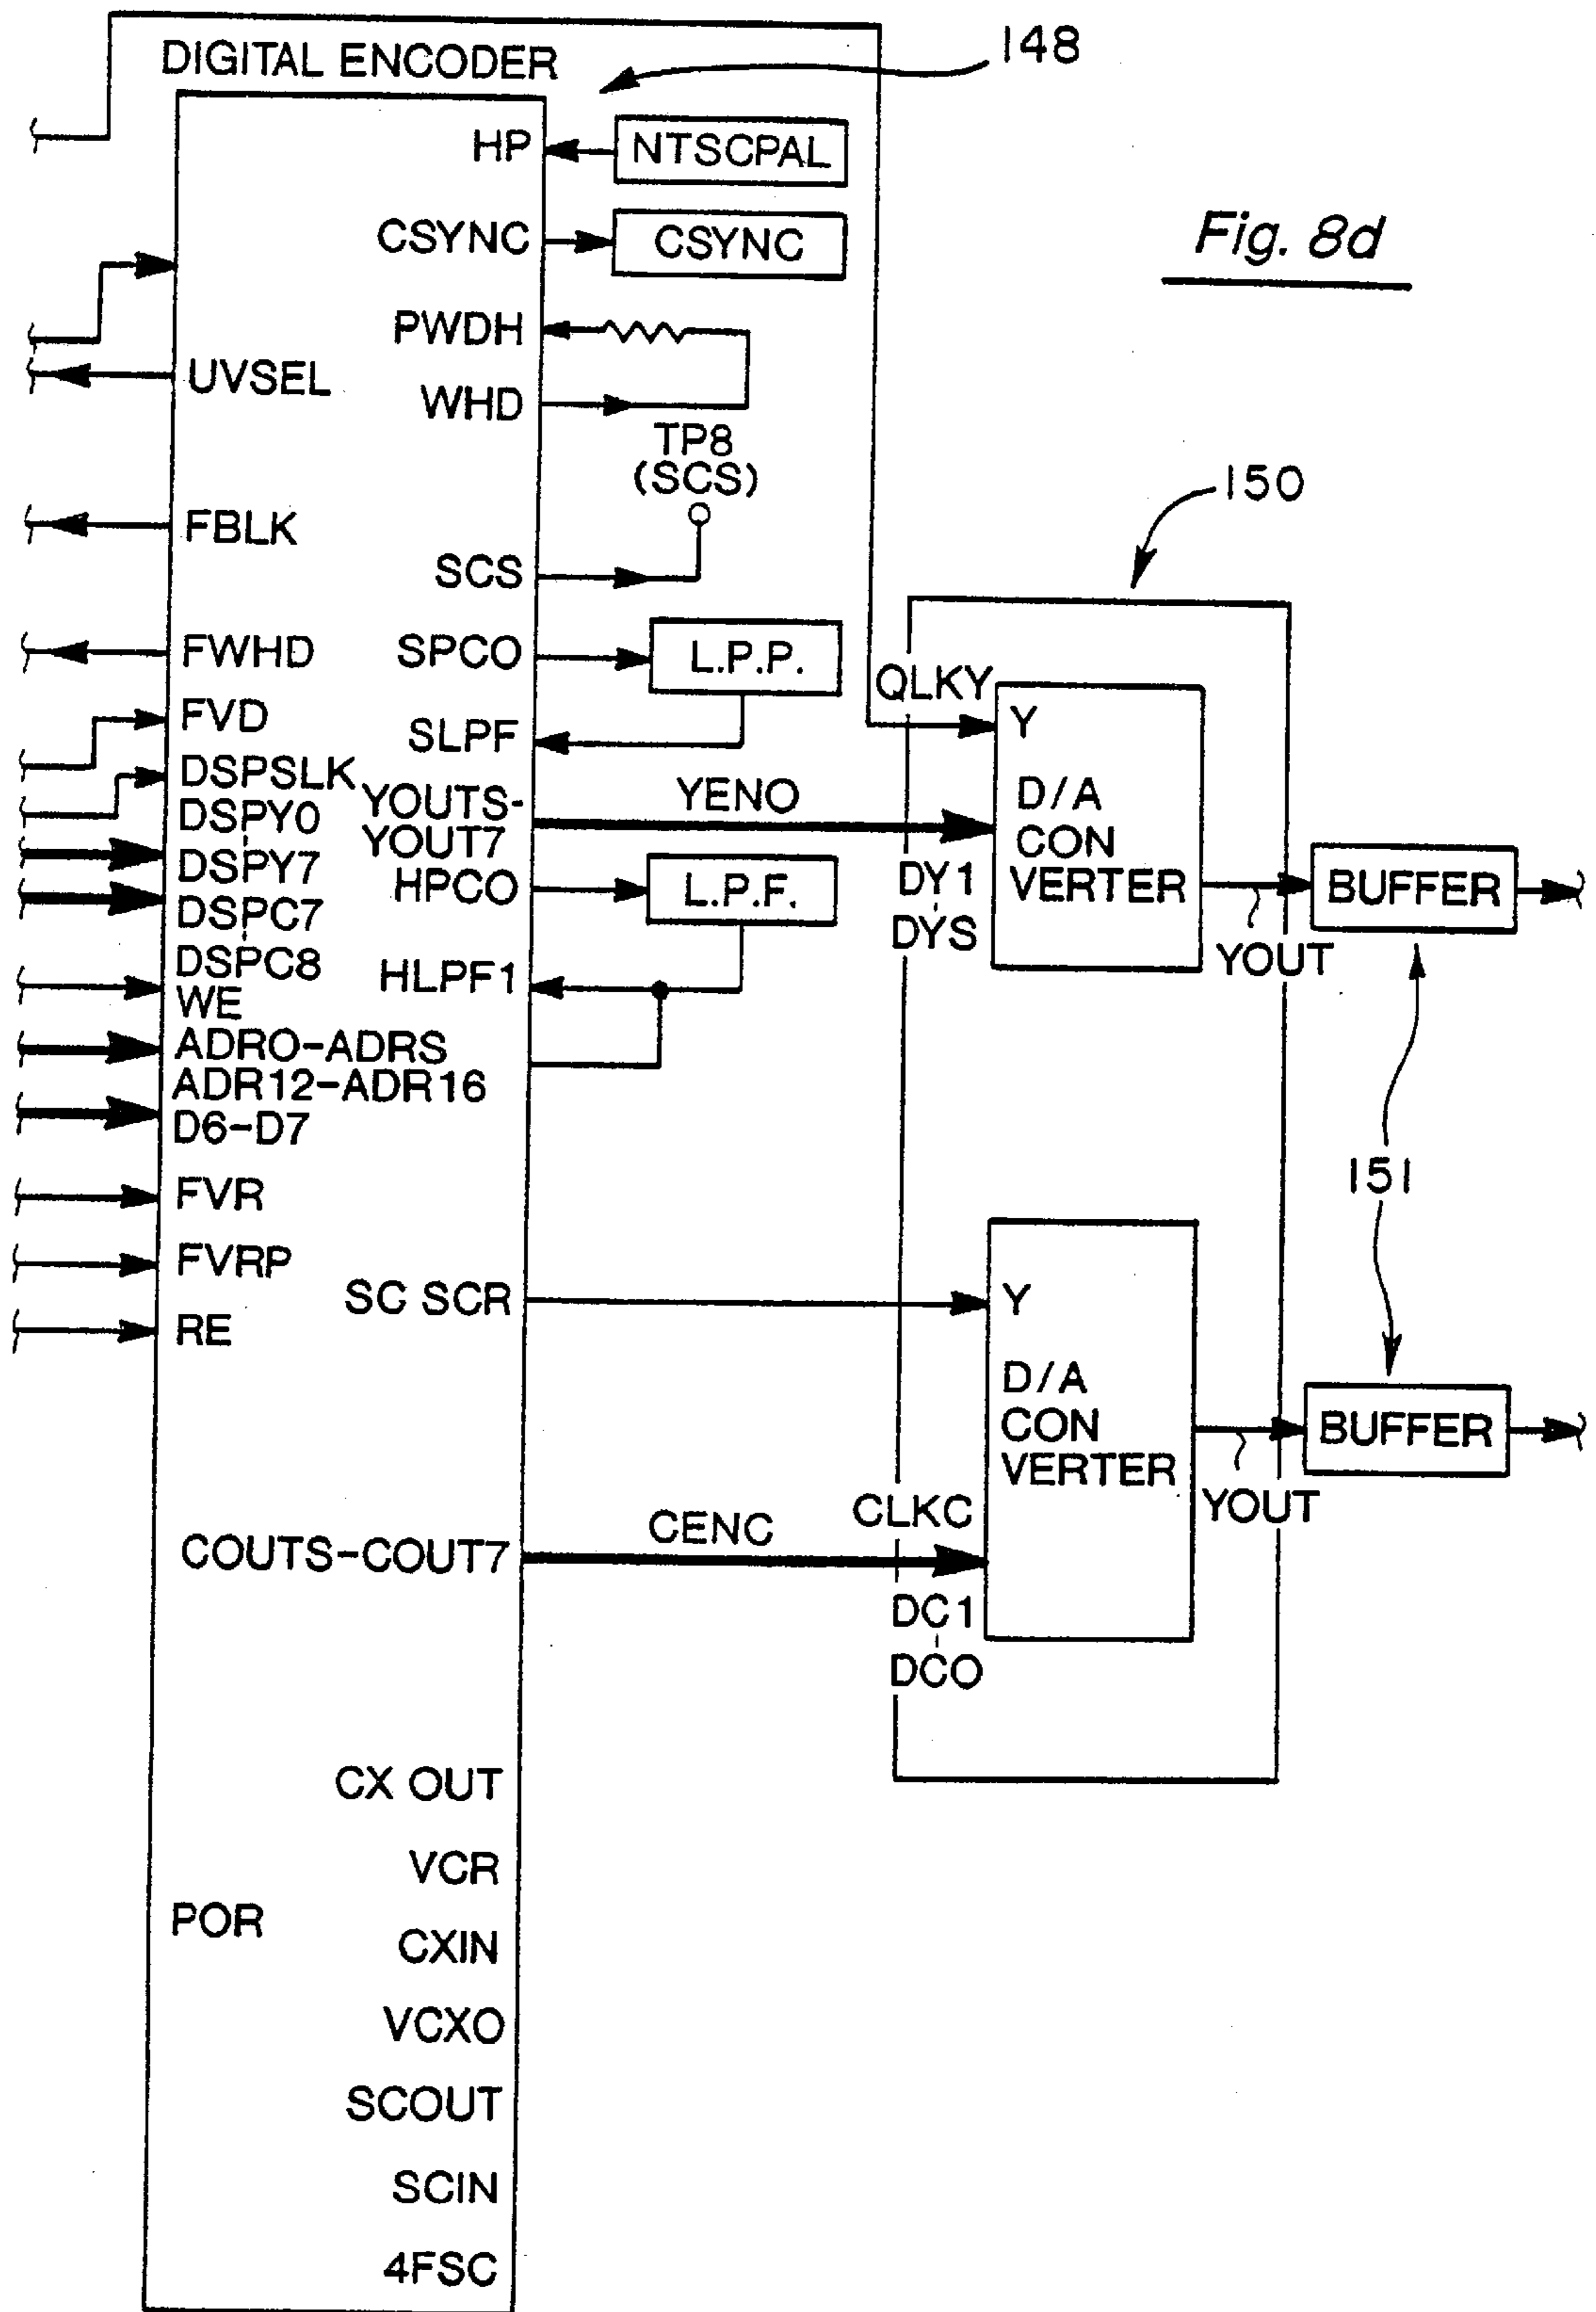 DIGITAL ENCODER
148
Fig. 8d
HP
NTSCPAL
CSYNC
CSYNC
PWDH
UVSEL
WHD
TP8
(SCS)
150
FBLK
SCS
FWHD
SPCO
L.P.P.
QLKY
FVD
SLPF
Y
DSPSLK
DSPY0
DSPY7
YOUTS-
YOUT7
YENO
D/A
CON
VERTER
HPCO
L.P.F.
DY1
DYS
BUFFER
YOUT
DSPC7
DSPC8
HLPF1
WE
ADRO-ADRS
ADR12-ADR16
D6-D7
151
FVR
FVRP
SC SCR
Y
RE
D/A
CON
VERTER
BUFFER
YOUT
CLKC
CENC
COUTS-COUT7
DC1
DCO
CX OUT
VCR
POR
CXIN
VCXO
SCOUT
SCIN
4FSC